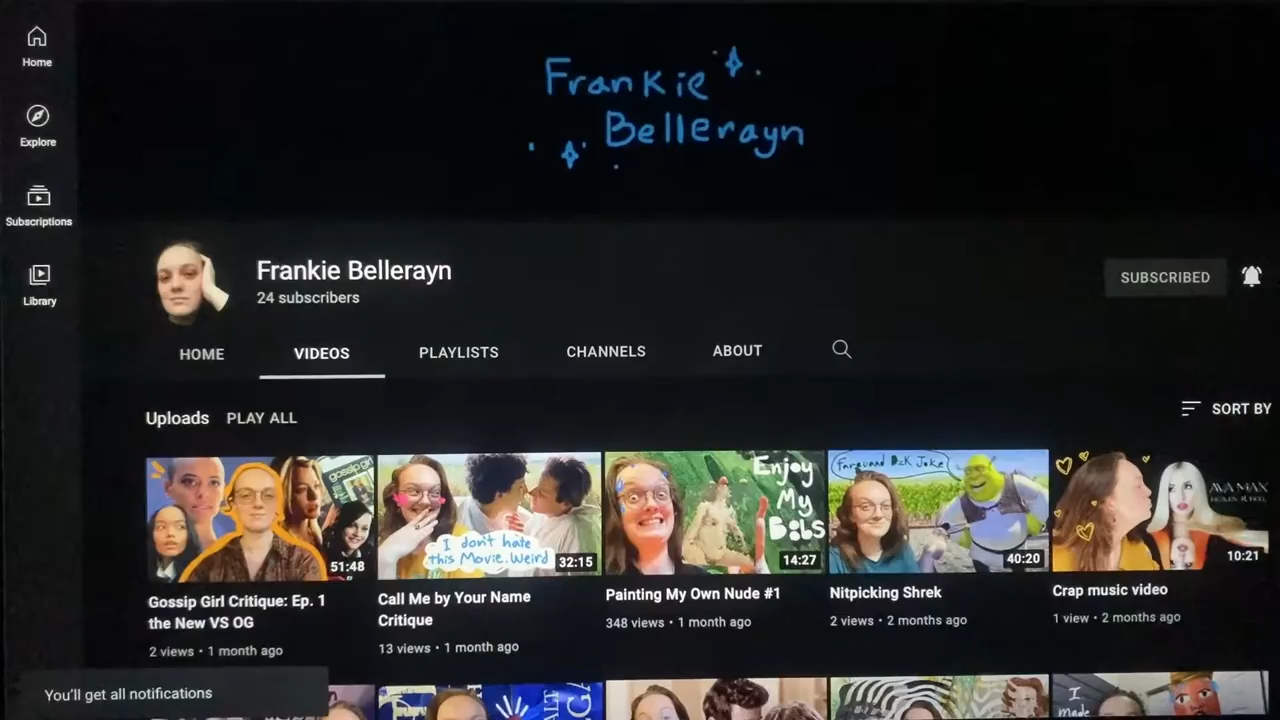 Frankie
Bellerayn
Home
Explore
Subscriptions
Library
Frankie Bellerayn
24 subscribers
SUBSCRIBED
HOME
VIDEOS
PLAYLISTS
CHANNELS
ABOUT
Uploads
PLAY ALL
SORT BY
gossip girl
51:48
I don't hate
this Movie. Weird
32:15
Enjoy
My
14:27
Farquaad Dick Joke
40:20
AVA MAX
10:21
Gossip Girl Critique: Ep. 1
the New VS OG
2 views • 1 month ago
Call Me by Your Name
Critique
13 views • 1 month ago
Painting My Own Nude #1
348 views • 1 month ago
Nitpicking Shrek
2 views • 2 months ago
Crap music video
1 view • 2 months ago
You'll get all notifications
I
made